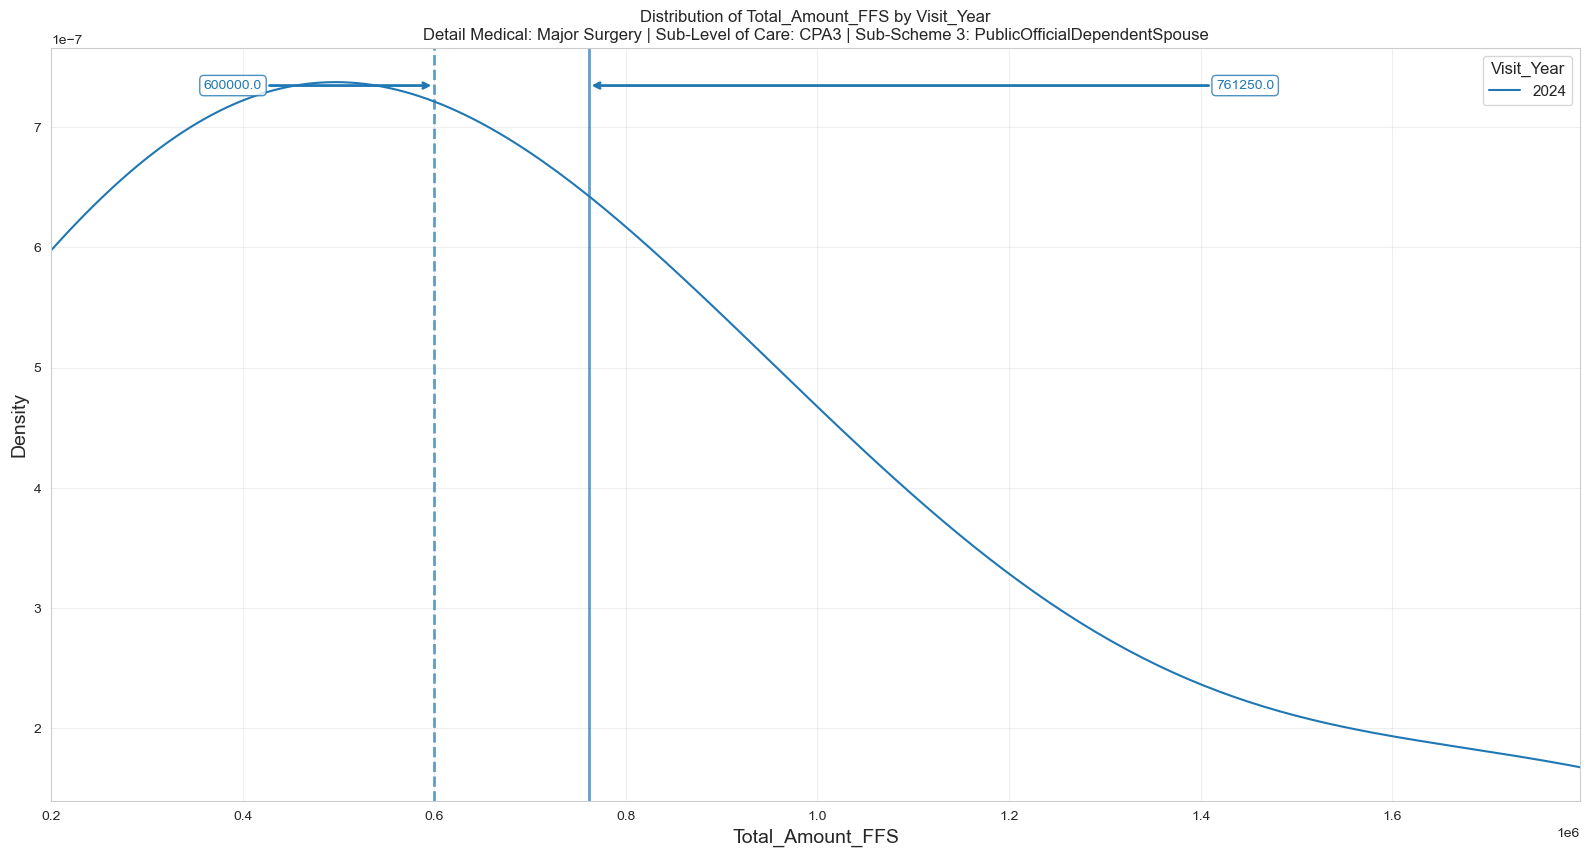 Distribution of Total_Amount_FFS by Visit_Year
Detail Medical: Major Surgery | Sub-Level of Care: CPA3 | Sub-Scheme 3: PublicOfficialDependentSpouse
1e−7
600000.0
761250.0
Visit_Year
2024
7
6
5
4
3
2
Density
0.2
0.4
0.6
0.8
1.0
1.2
1.4
1.6
1e6
Total_Amount_FFS